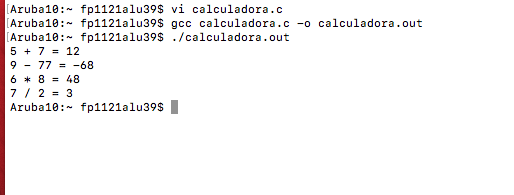 [Aruba10:~ fp1121alu39$ vi calculadora.c
[Aruba10:~ fp1121alu39$ gcc calculadora.c -o calculadora.out
[Aruba10:~ fp1121alu39$ ./calculadora.out
5 + 7 = 12
9 - 77 = -68
6 * 8 = 48
7 / 2 = 3
Aruba10:~ fp1121alu39$